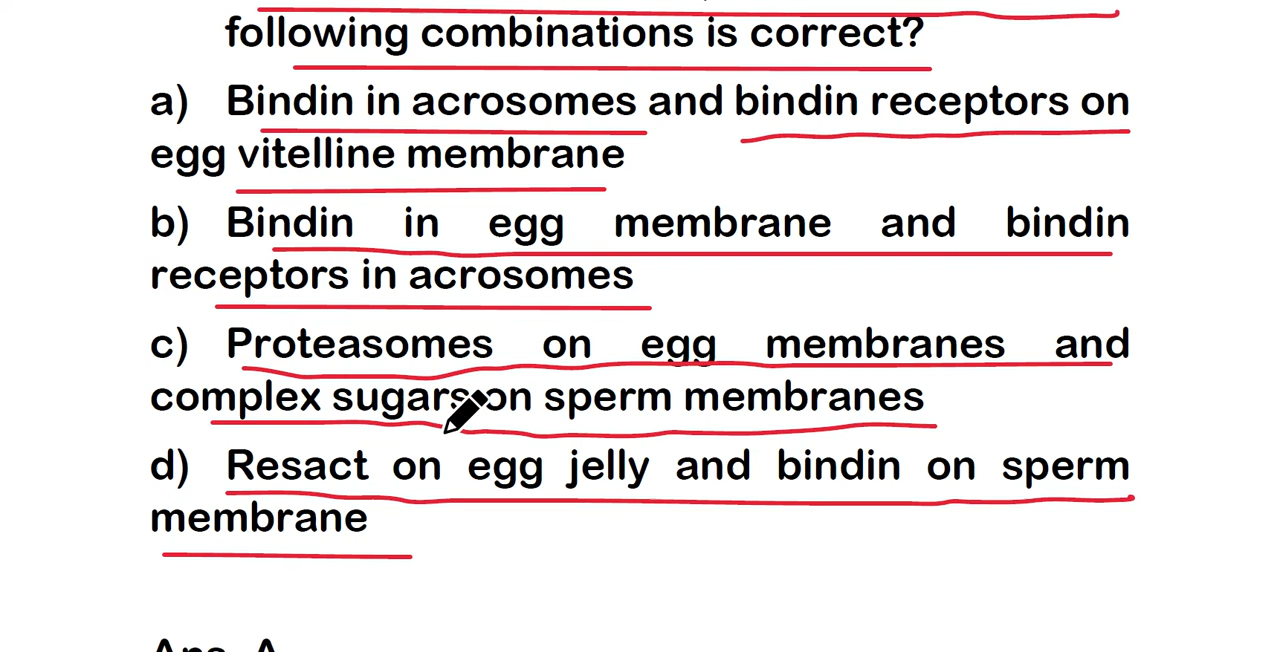 following combinations is correct?
a) Bindin in acrosomes and bindin receptors on
egg vitelline membrane
b) Bindin in egg membrane and bindin
receptors in acrosomes
c) Proteasomes on egg membranes and
complex sugars on sperm membranes
d) Resact on egg jelly and bindin on sperm
membrane
Ans. A